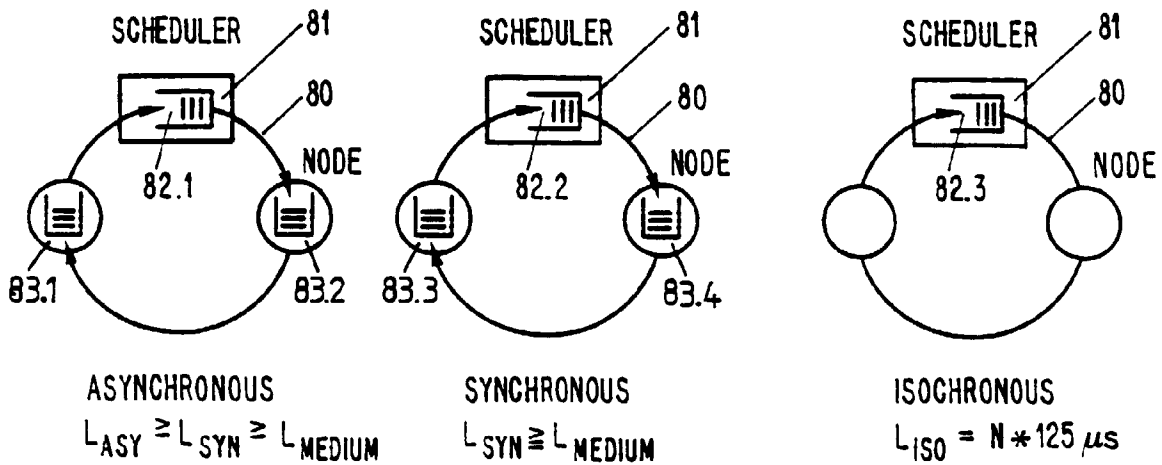 SCHEDULER
81
80
82.1
NODE
83.1
83.2
ASYNCHRONOUS
L_ASY ≧ L_SYN ≧ L_MEDIUM
SCHEDULER
81
80
82.2
NODE
83.3
83.4
SYNCHRONOUS
L_SYN ≧ L_MEDIUM
SCHEDULER
81
80
82.3
NODE
ISOCHRONOUS
L_ISO = N * 125 µs